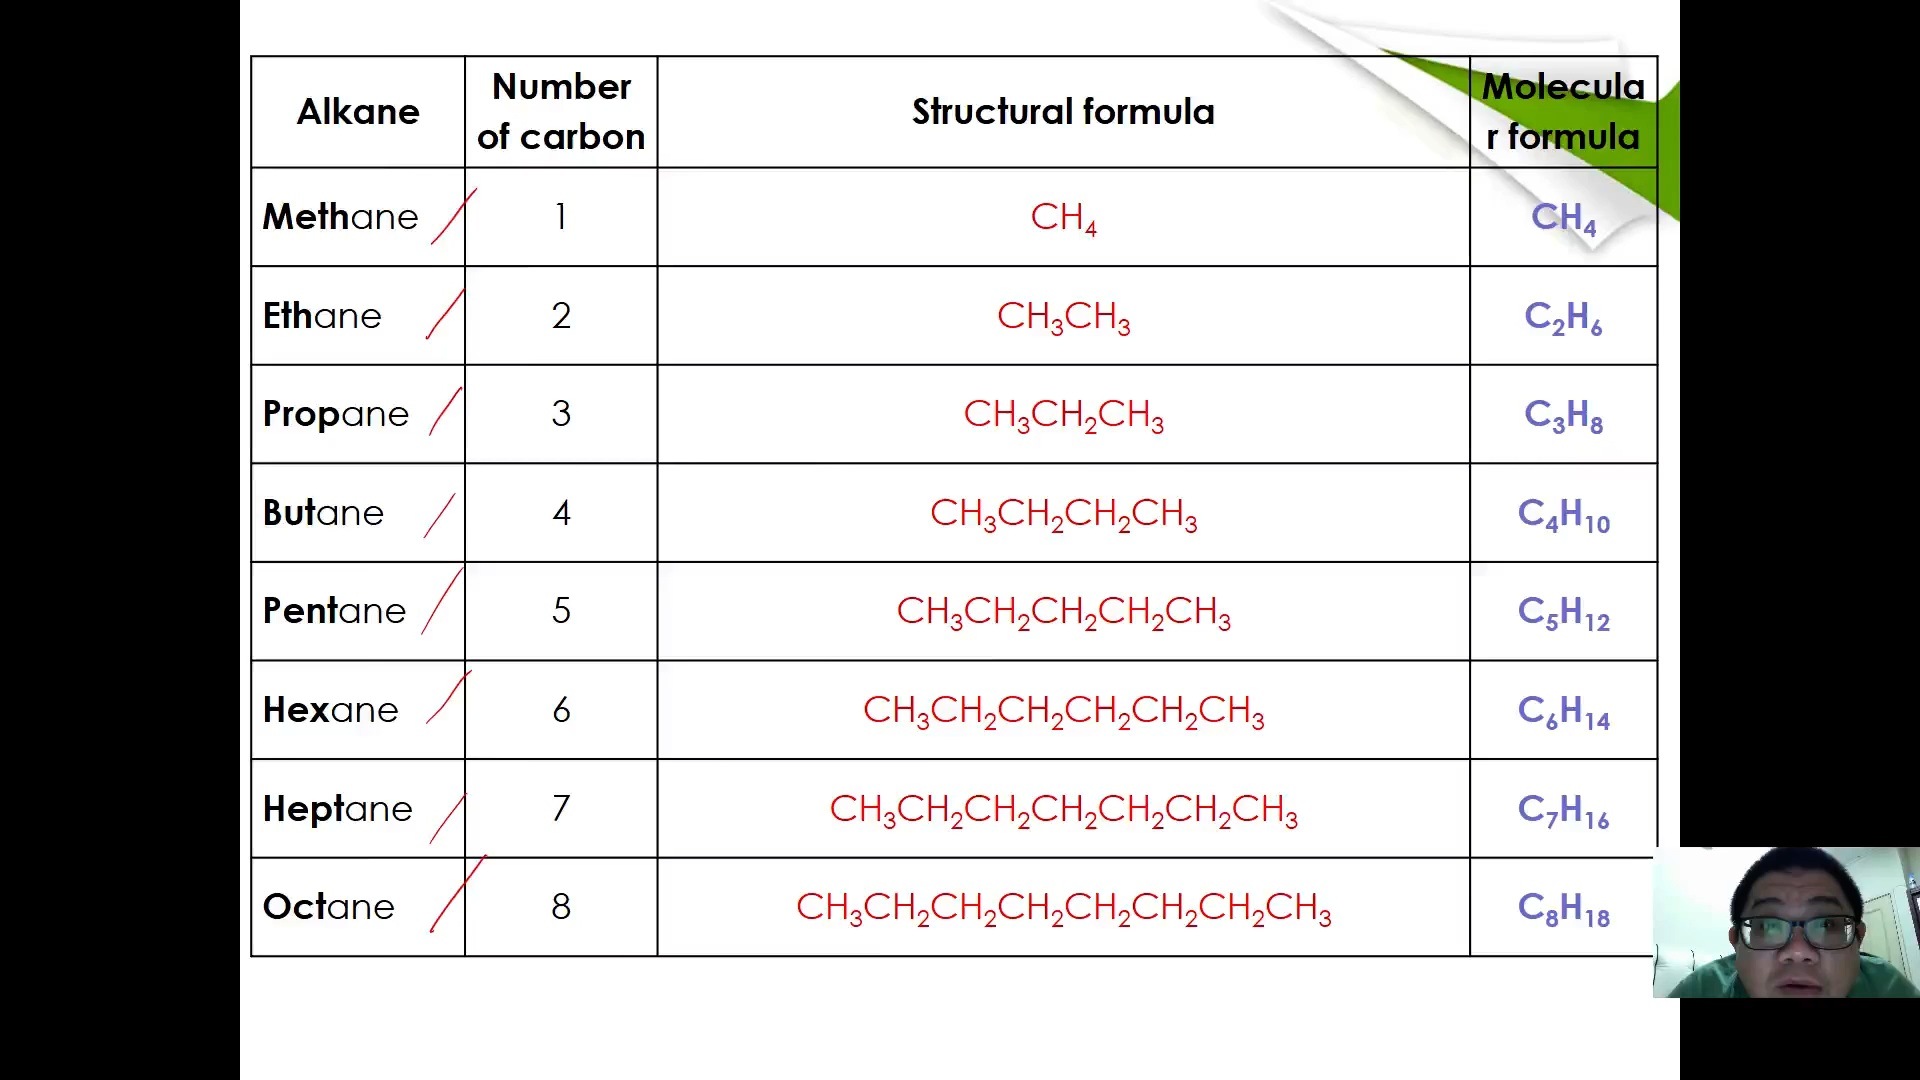 Alkane
Number
of carbon
Structural formula
Molecula
r formula
Methane 1 CH₄ CH₄
Ethane 2 CH₃CH₃ C₂H₆
Propane 3 CH₃CH₂CH₃ C₃H₈
Butane 4 CH₃CH₂CH₂CH₃ C₄H₁₀
Pentane 5 CH₃CH₂CH₂CH₂CH₃ C₅H₁₂
Hexane 6 CH₃CH₂CH₂CH₂CH₂CH₃ C₆H₁₄
Heptane 7 CH₃CH₂CH₂CH₂CH₂CH₂CH₃ C₇H₁₆
Octane 8 CH₃CH₂CH₂CH₂CH₂CH₂CH₂CH₃ C₈H₁₈